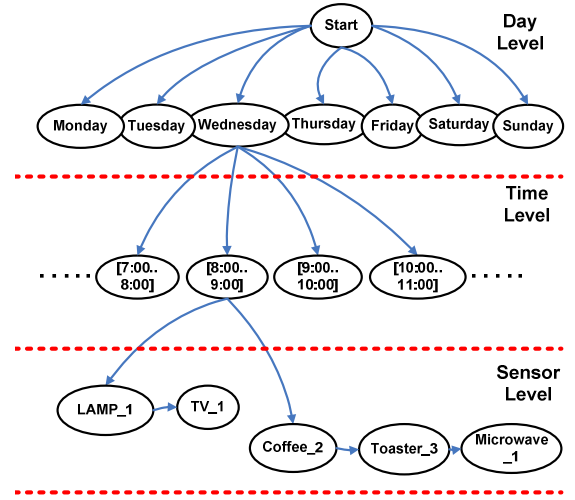 Start
Day
Level
Monday
Tuesday
Wednesday
Thursday
Friday
Saturday
Sunday
Time
Level
.....
[7:00..
8:00]
[8:00..
9:00]
[9:00..
10:00]
[10:00..
11:00]
.....
Sensor
Level
LAMP_1
TV_1
Coffee_2
Toaster_3
Microwave
_1